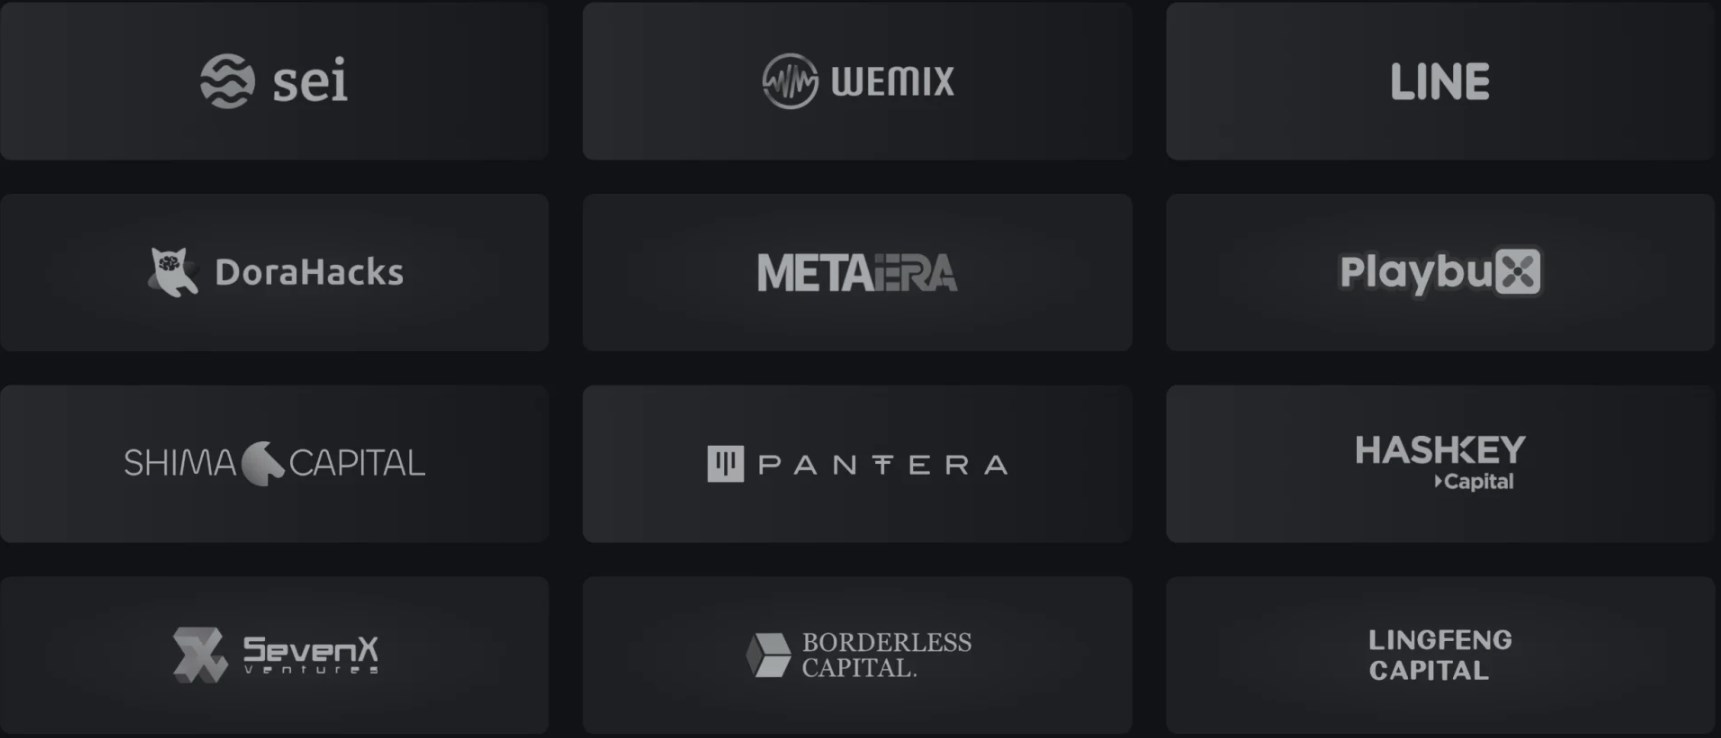 sei
WEMIX
LINE
DoraHacks
METAERA
Playbux
SHIMA CAPITAL
PANTERA
HASHKEY
Capital
SevenX
Ventures
BORDERLESS
CAPITAL.
LINGFENG
CAPITAL